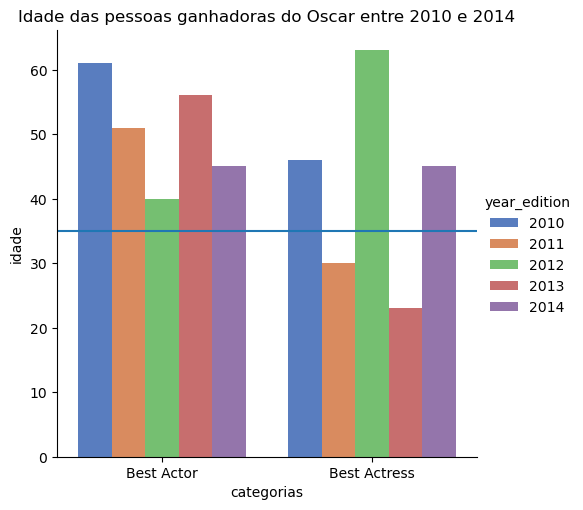 Idade das pessoas ganhadoras do Oscar entre 2010 e 2014
60
50
40
30
20
10
0
idade
Best Actor
Best Actress
categorias
year_edition
2010
2011
2012
2013
2014